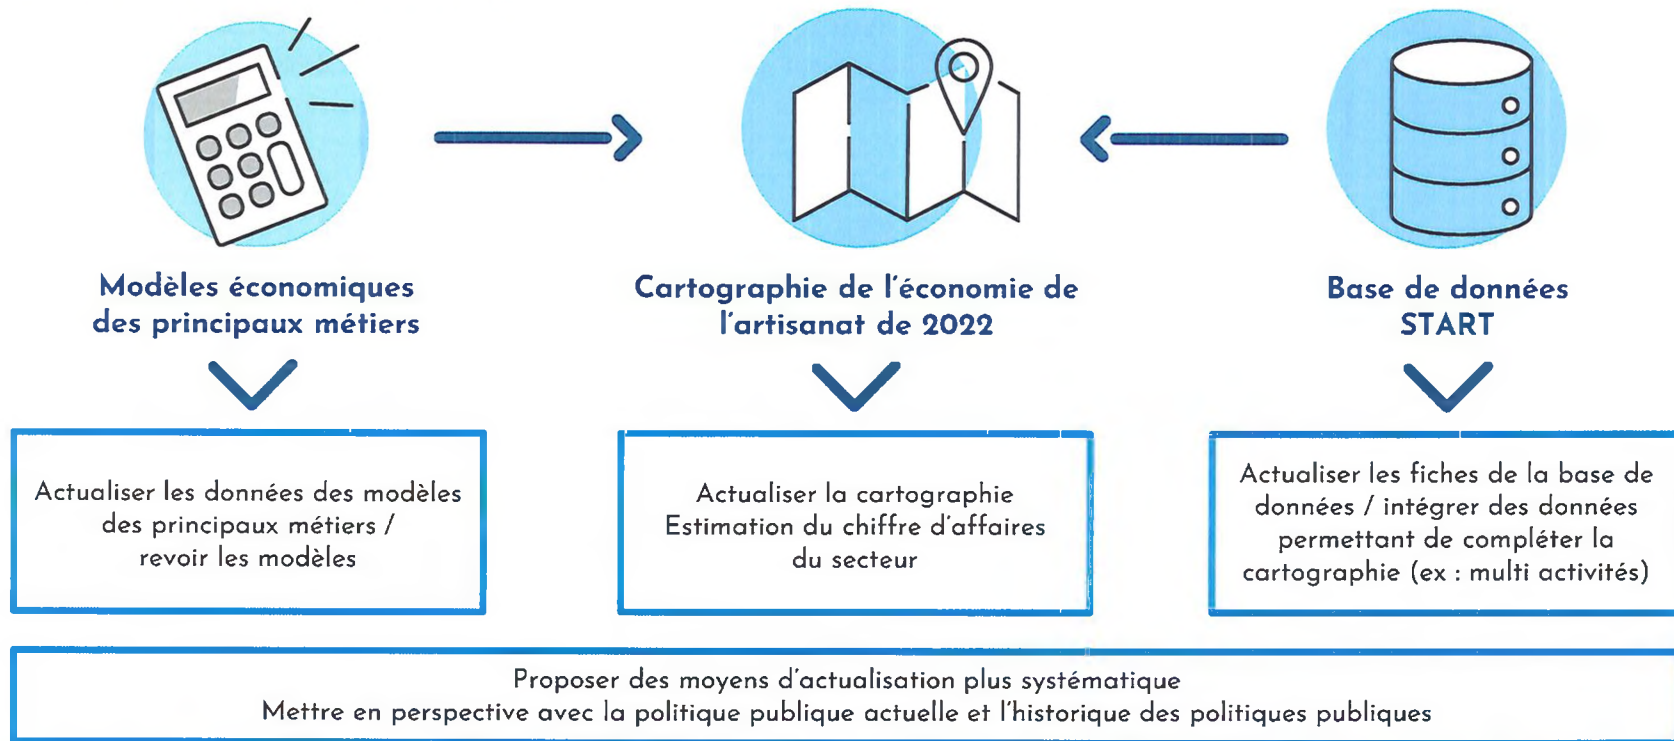 Modèles économiques
des principaux métiers
Cartographie de l'économie de
l'artisanat de 2022
Base de données
START
Actualiser les données des modèles
des principaux métiers /
revoir les modèles
Actualiser la cartographie
Estimation du chiffre d'affaires
du secteur
Actualiser les fiches de la base de
données / intégrer des données
permettant de compléter la
cartographie (ex : multi activités)
Proposer des moyens d'actualisation plus systématique
Mettre en perspective avec la politique publique actuelle et l'historique des politiques publiques